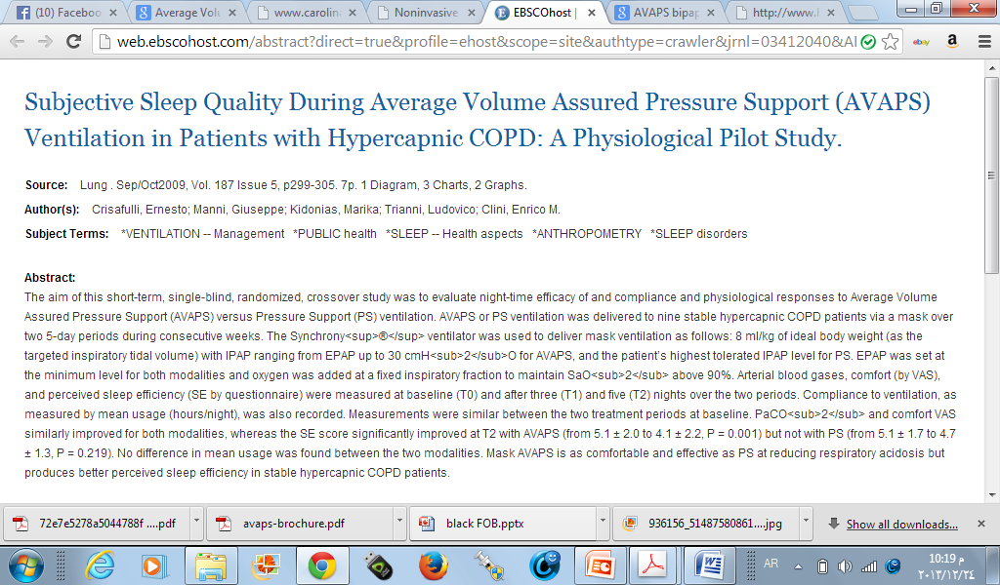 (10) Faceboo
Average Volu
www.carolina
Noninvasive
EBSCOhost |
AVAPS bipap
http://www.l
web.ebscohost.com/abstract?direct=true&profile=ehost&scope=site&authtype=crawler&jrnl=03412040&AI
ebay
a
Subjective Sleep Quality During Average Volume Assured Pressure Support (AVAPS)
Ventilation in Patients with Hypercapnic COPD: A Physiological Pilot Study.
Source: Lung . Sep/Oct2009, Vol. 187 Issue 5, p299-305. 7p. 1 Diagram, 3 Charts, 2 Graphs.
Author(s): Crisafulli, Ernesto; Manni, Giuseppe; Kidonias, Marika; Trianni, Ludovico; Clini, Enrico M.
Subject Terms: *VENTILATION -- Management *PUBLIC health *SLEEP -- Health aspects *ANTHROPOMETRY *SLEEP disorders
Abstract:
The aim of this short-term, single-blind, randomized, crossover study was to evaluate night-time efficacy of and compliance and physiological responses to Average Volume
Assured Pressure Support (AVAPS) versus Pressure Support (PS) ventilation. AVAPS or PS ventilation was delivered to nine stable hypercapnic COPD patients via a mask over
two 5-day periods during consecutive weeks. The Synchrony<sup>®</sup> ventilator was used to deliver mask ventilation as follows: 8 ml/kg of ideal body weight (as the
targeted inspiratory tidal volume) with IPAP ranging from EPAP up to 30 cmH<sub>2</sub>O for AVAPS, and the patient's highest tolerated IPAP level for PS. EPAP was set at
the minimum level for both modalities and oxygen was added at a fixed inspiratory fraction to maintain SaO<sub>2</sub> above 90%. Arterial blood gases, comfort (by VAS),
and perceived sleep efficiency (SE by questionnaire) were measured at baseline (T0) and after three (T1) and five (T2) nights over the two periods. Compliance to ventilation, as
measured by mean usage (hours/night), was also recorded. Measurements were similar between the two treatment periods at baseline. PaCO<sub>2</sub> and comfort VAS
similarly improved for both modalities, whereas the SE score significantly improved at T2 with AVAPS (from 5.1 ± 2.0 to 4.1 ± 2.2, P = 0.001) but not with PS (from 5.1 ± 1.7 to 4.7
± 1.3, P = 0.219). No difference in mean usage was found between the two modalities. Mask AVAPS is as comfortable and effective as PS at reducing respiratory acidosis but
produces better perceived sleep efficiency in stable hypercapnic COPD patients.
72e7e5278a5044788f ....pdf
avaps-brochure.pdf
black FOB.pptx
936156_51487580861....jpg
Show all downloads...
AR
10:19 م
٢٠١٣/١٢/٢٤